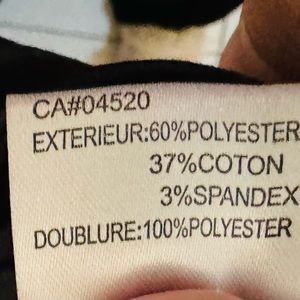 CA#04520
EXTERIEUR:60%POLYESTER
37%COTON
3%SPANDEX
DOUBLURE:100%POLYESTER